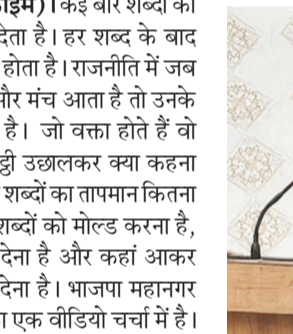 । कई बार शब्दों का
देता है। हर शब्द के बाद
होता है। राजनीति में जब
और मंच आता है तो उनके
है। जो वक्ता होते हैं वो
उछालकर क्या कहना
शब्दों का तापमान कितना
शब्दों को मोल्ड करना है,
देना है और कहां आकर
देना है। भाजपा महानगर
एक वीडियो चर्चा में है।